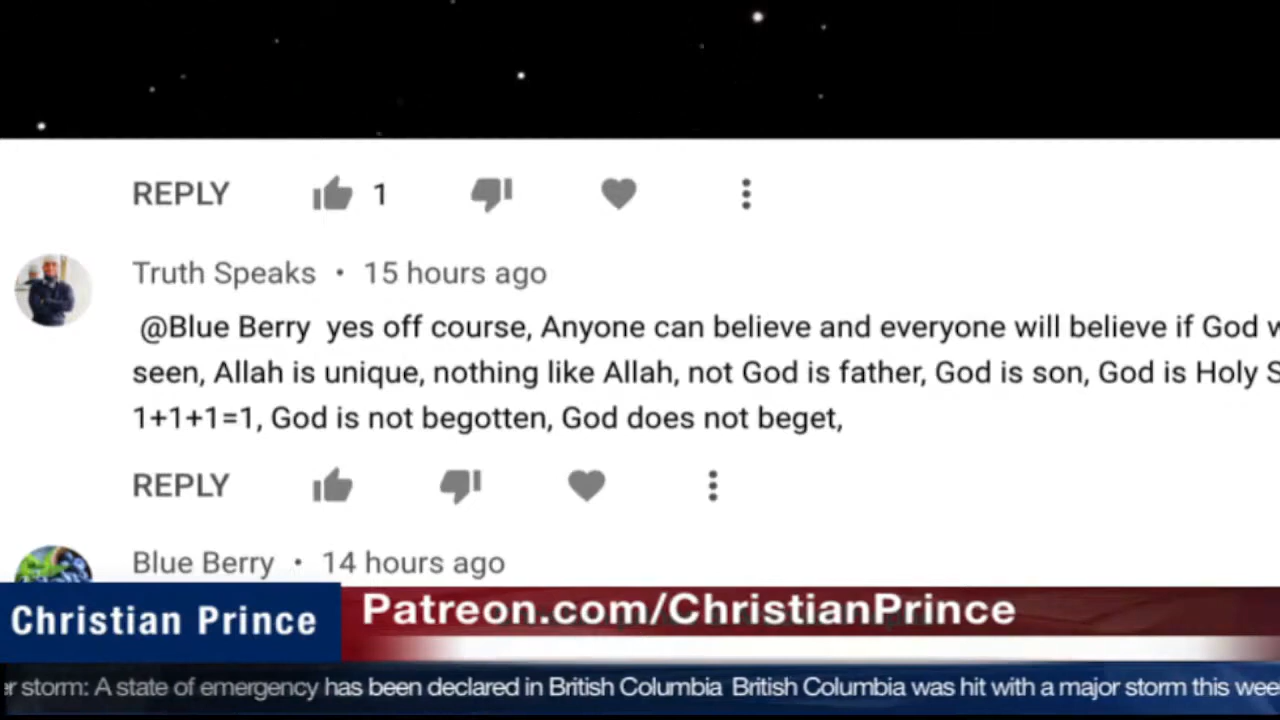 REPLY 1
Truth Speaks • 15 hours ago
@Blue Berry yes off course, Anyone can believe and everyone will believe if God w
seen, Allah is unique, nothing like Allah, not God is father, God is son, God is Holy S
1+1+1=1, God is not begotten, God does not beget,
REPLY
Blue Berry • 14 hours ago
Christian Prince
Patreon.com/ChristianPrince
r storm: A state of emergency has been declared in British Columbia British Columbia was hit with a major storm this wee